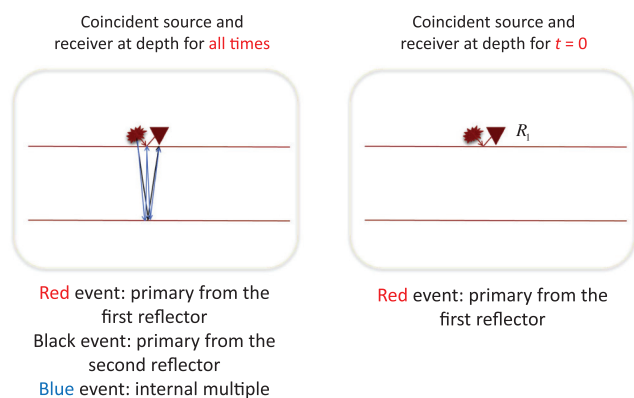 Coincident source and
receiver at depth for all times
Coincident source and
receiver at depth for t = 0
R1
Red event: primary from the
first reflector
Black event: primary from the
second reflector
Blue event: internal multiple
Red event: primary from the
first reflector